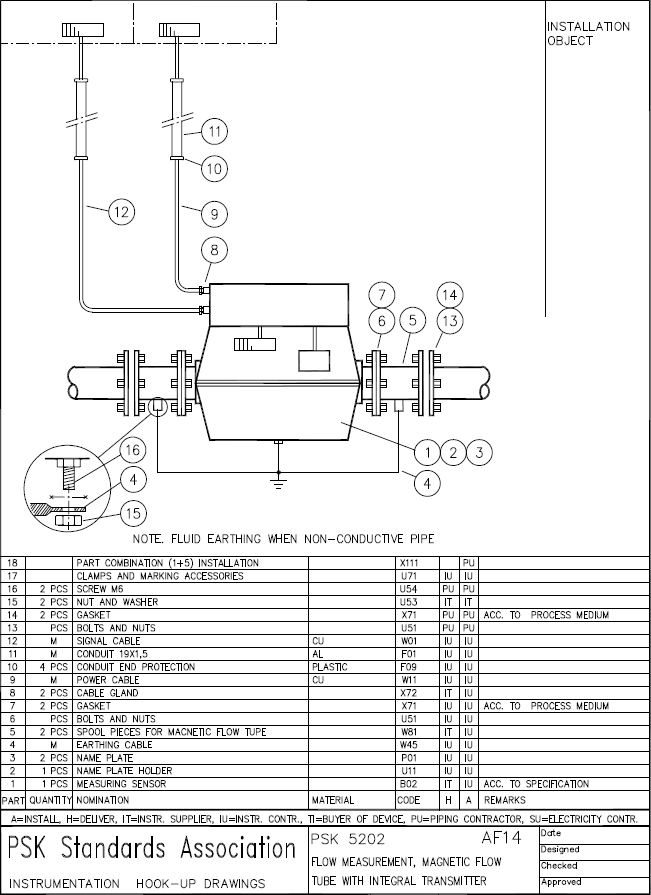 INSTALLATION
OBJECT
11
10
12
9
8
7
14
6
5
13
1 2 3
16
4
4
15
NOTE. FLUID EARTHING WHEN NON-CONDUCTIVE PIPE
18 PART COMBINATION (1+5) INSTALLATION X111 PU
17 CLAMPS AND MARKING ACCESSORIES U71 IU IU
16 2 PCS SCREW M6 U54 PU PU
15 2 PCS NUT AND WASHER U53 IT IT
14 2 PCS GASKET X71 PU PU ACC. TO PROCESS MEDIUM
13 PCS BOLTS AND NUTS U51 PU PU
12 M SIGNAL CABLE CU W01 IU IU
11 M CONDUIT 19X1,5 AL F01 IU IU
10 4 PCS CONDUIT END PROTECTION PLASTIC F09 IU IU
9 M POWER CABLE CU W11 IU IU
8 2 PCS CABLE GLAND X72 IT IU
7 2 PCS GASKET X71 IU IU ACC. TO PROCESS MEDIUM
6 PCS BOLTS AND NUTS U51 IU IU
5 2 PCS SPOOL PIECES FOR MACNETIC FLOW TUPE W81 IT IU
4 M EARTHING CABLE W45 IU IU
3 2 PCS NAME PLATE P01 IU IU
2 1 PCS NAME PLATE HOLDER U11 IU IU
1 1 PCS MEASURING SENSOR B02 IT IU ACC. TO SPECIFICATION
PART QUANTITY NOMINATION MATERIAL CODE H A REMARKS
A=INSTALL, H=DELIVER, IT=INSTR. SUPPLIER, IU=INSTR. CONTR., TI=BUYER OF DEVICE, PU=PIPING CONTRACTOR, SU=ELECTRICITY CONTR.
PSK Standards Association
INSTRUMENTATION HOOK-UP DRAWINGS
PSK 5202 AF14
FLOW MEASUREMENT, MAGNETIC FLOW
TUBE WITH INTEGRAL TRANSMITTER
Date
Designed
Checked
Approved